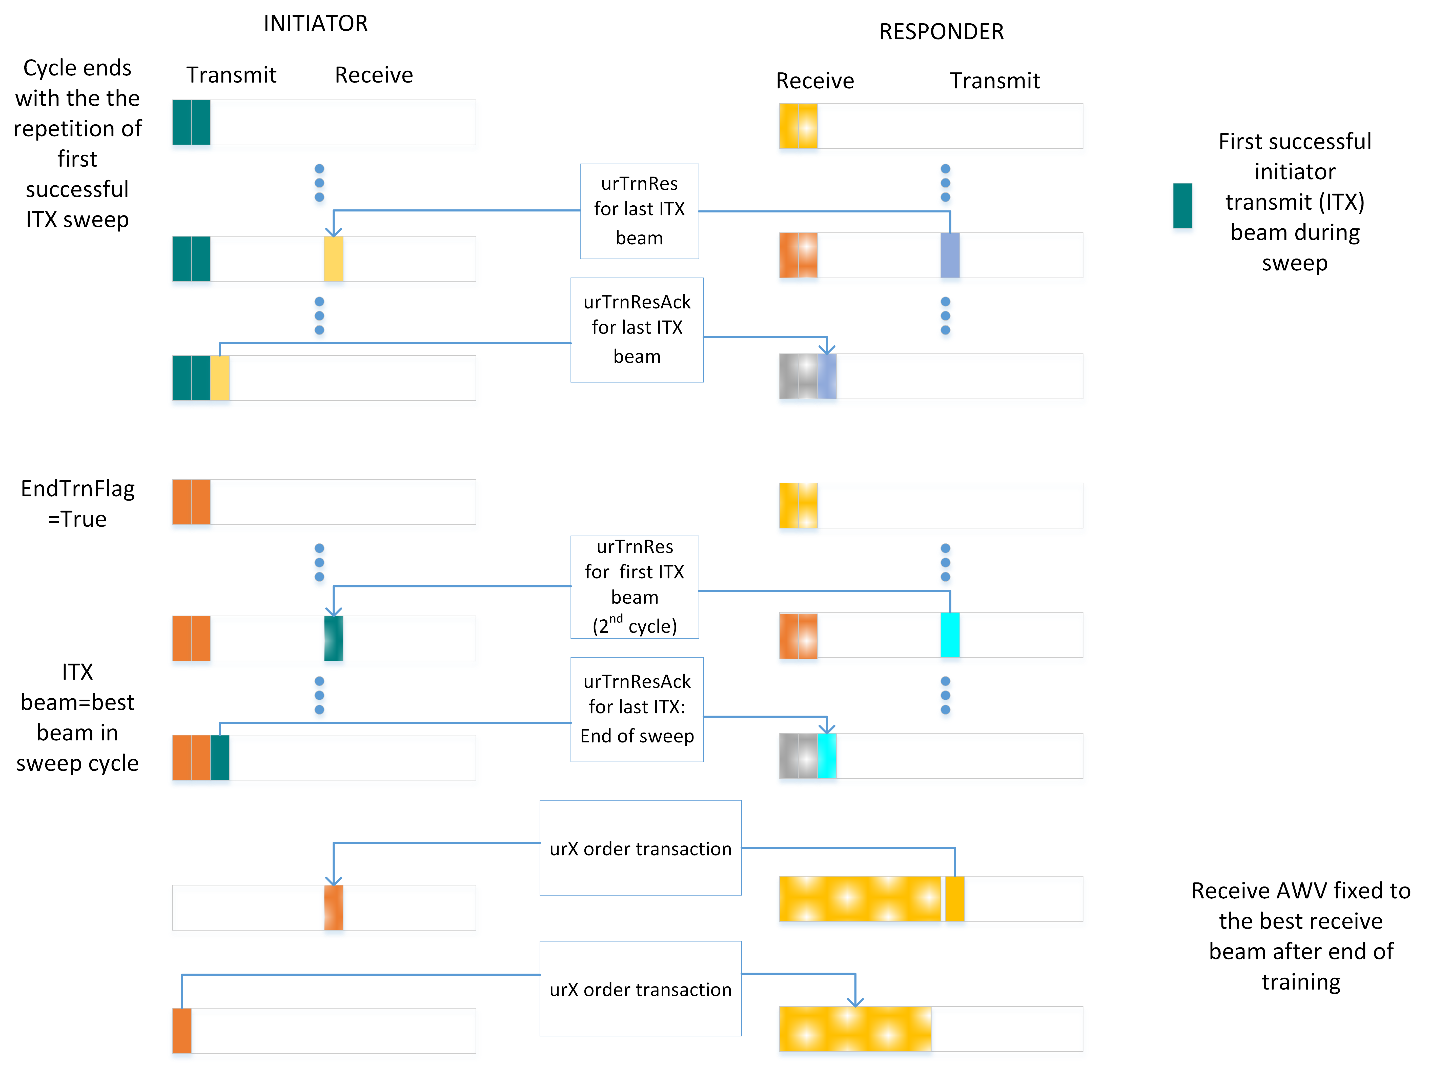 INITIATOR
RESPONDER
Transmit
Receive
Receive
Transmit
Cycle ends
with the the
repetition of
first
successful
ITX sweep
First successful
initiator
transmit (ITX)
beam during
sweep
urTrnRes
for last ITX
beam
urTrnResAck
for last ITX
beam
EndTrnFlag
=True
urTrnRes
for first ITX
beam
(2nd cycle)
ITX
beam=best
beam in
sweep cycle
urTrnResAck
for last ITX:
End of sweep
urX order transaction
Receive AWV fixed to
the best receive
beam after end of
training
urX order transaction